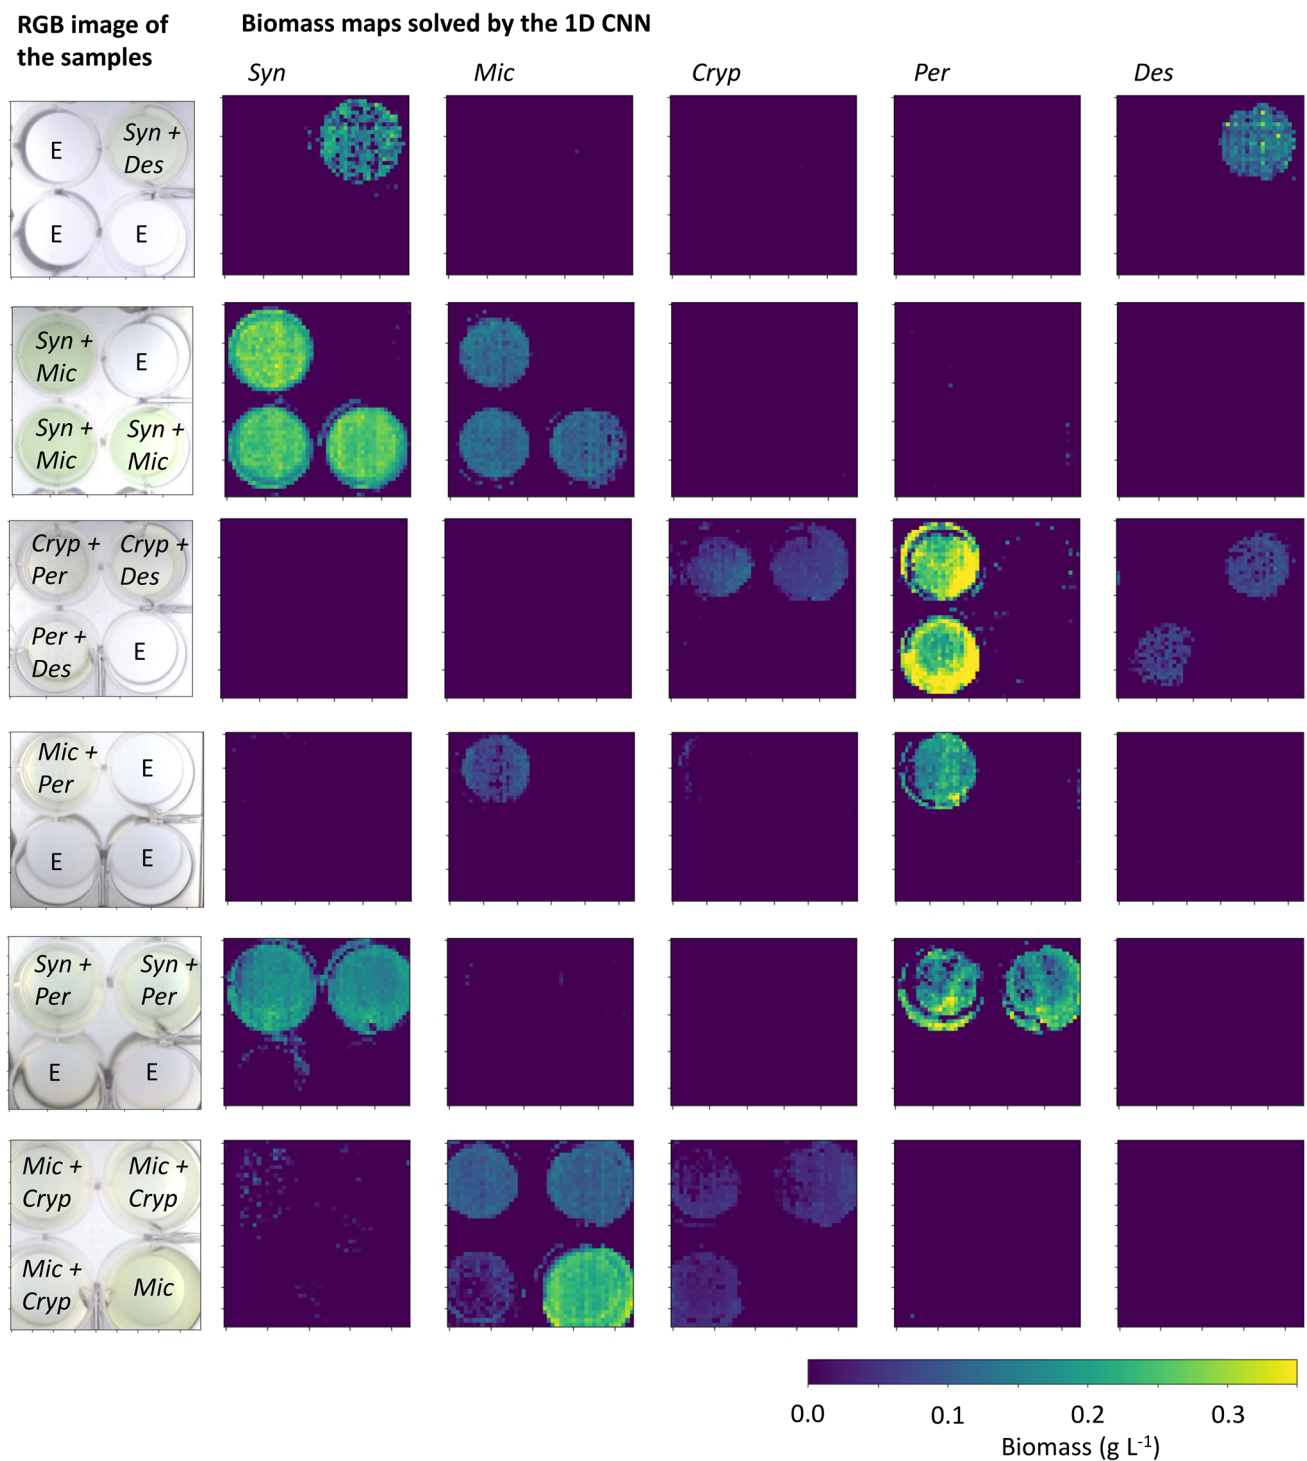 RGB image of
the samples
Biomass maps solved by the 1D CNN
Syn
Mic
Cryp
Per
Des
E
Syn +
Des
E
E
Syn +
Mic
E
Syn +
Mic
Syn +
Mic
Cryp +
Per
Cryp +
Des
Per +
Des
E
Mic +
Per
E
E
E
Syn +
Per
Syn +
Per
E
E
Mic +
Cryp
Mic +
Cryp
Mic +
Cryp
Mic
0.0
0.1
0.2
0.3
Biomass (g L⁻¹)